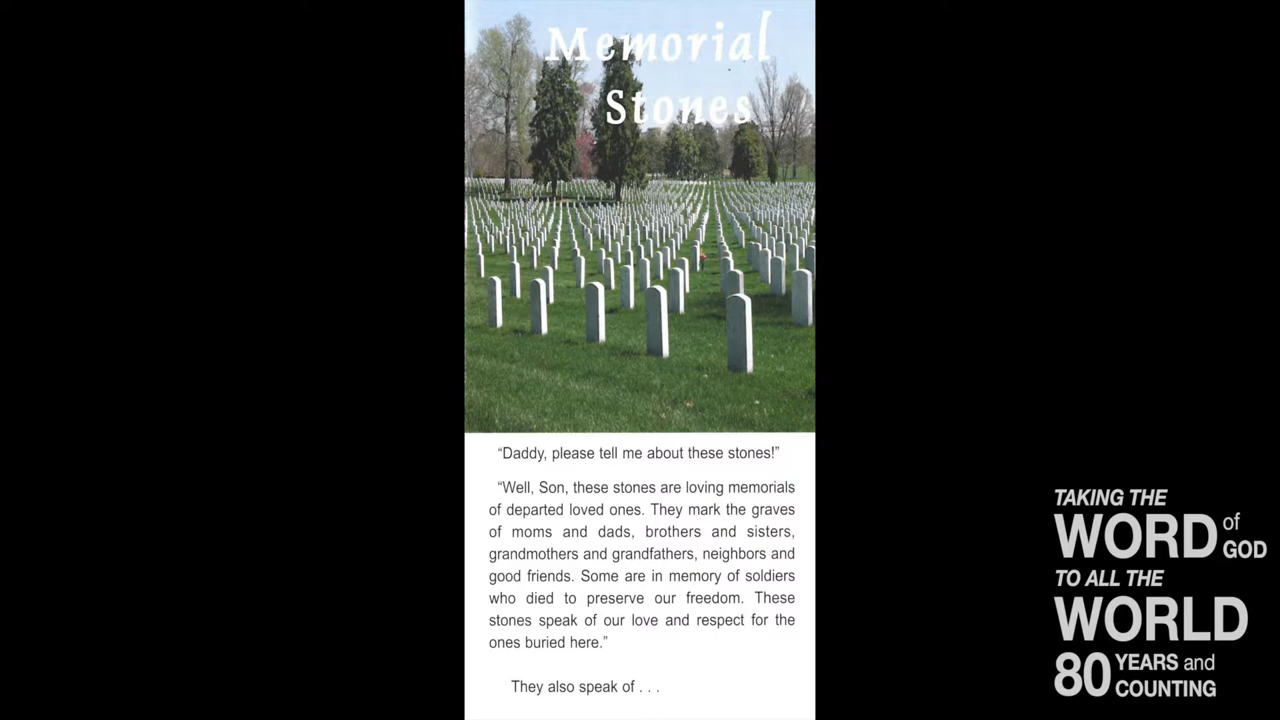 Memorial
Stones
“Daddy, please tell me about these stones!”
“Well, Son, these stones are loving memorials
of departed loved ones. They mark the graves
of moms and dads, brothers and sisters,
grandmothers and grandfathers, neighbors and
good friends. Some are in memory of soldiers
who died to preserve our freedom. These
stones speak of our love and respect for the
ones buried here.”
They also speak of . . .
TAKING THE
WORD of GOD
TO ALL THE
WORLD
80 YEARS and
COUNTING